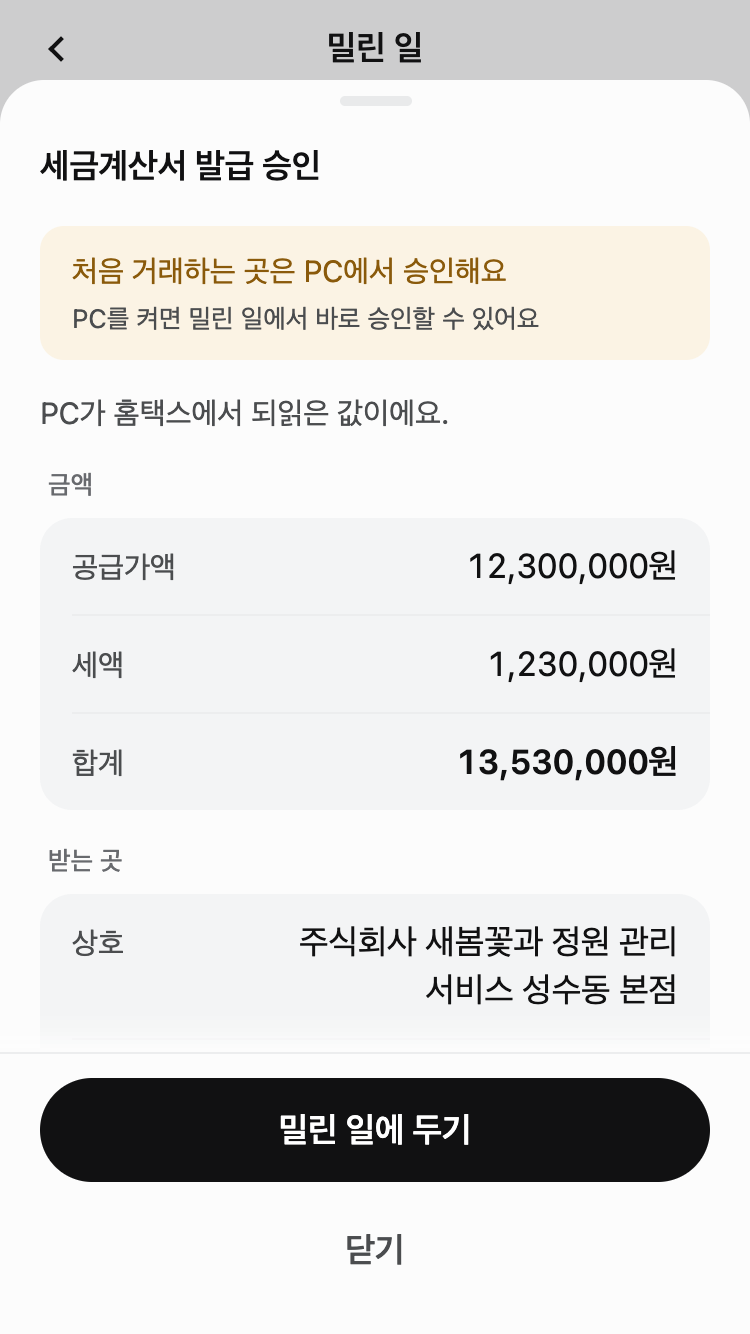 밀린 일
세금계산서 발급 승인
처음 거래하는 곳은 PC에서 승인해요
PC를 켜면 밀린 일에서 바로 승인할 수 있어요
PC가 홈택스에서 되읽은 값이에요.
금액
공급가액 12,300,000원
세액 1,230,000원
합계 13,530,000원
받는 곳
상호 주식회사 새봄꽃과 정원 관리
서비스 성수동 본점
밀린 일에 두기
닫기